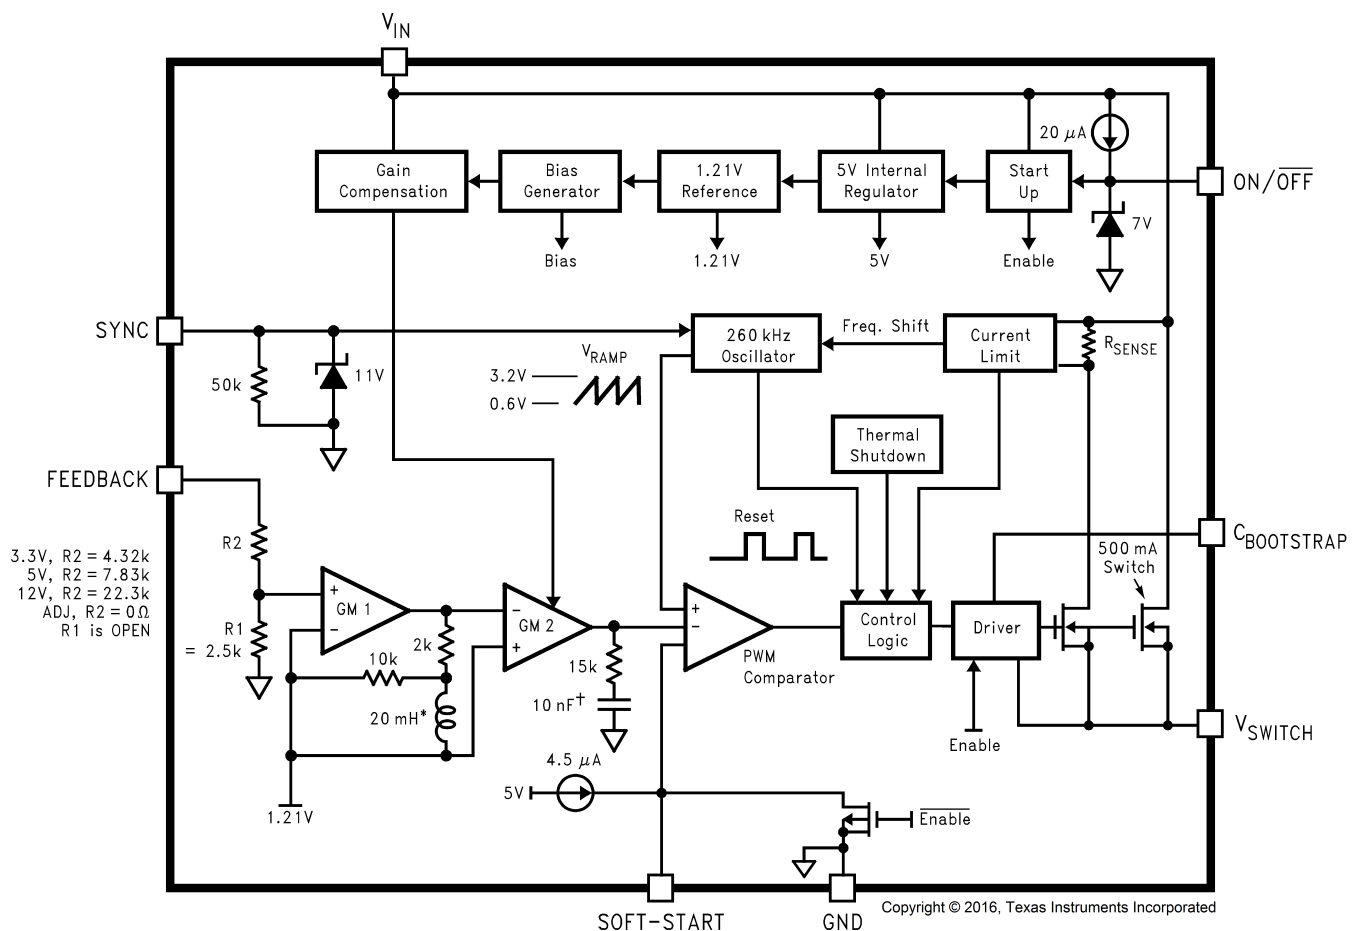 VIN
20 μA
Gain
Compensation
Bias
Generator
1.21V
Reference
5V Internal
Regulator
Start
Up
ON/OFF
7V
Bias
1.21V
5V
Enable
SYNC
260 kHz
Oscillator
Freq. Shift
Current
Limit
RSENSE
VRAMP
50k
11V
3.2V
0.6V
Thermal
Shutdown
FEEDBACK
Reset
R2
CBOOTSTRAP
3.3V, R2 = 4.32k
5V, R2 = 7.83k
12V, R2 = 22.3k
ADJ, R2 = 0Ω
R1 is OPEN
500 mA
Switch
R1
= 2.5k
+
GM 1
−
2k
10k
20 mH*
−
GM 2
+
15k
10 nF†
+
−
PWM
Comparator
Control
Logic
Driver
Enable
VSWITCH
4.5 μA
5V
1.21V
Enable
SOFT-START
GND
Copyright © 2016, Texas Instruments Incorporated